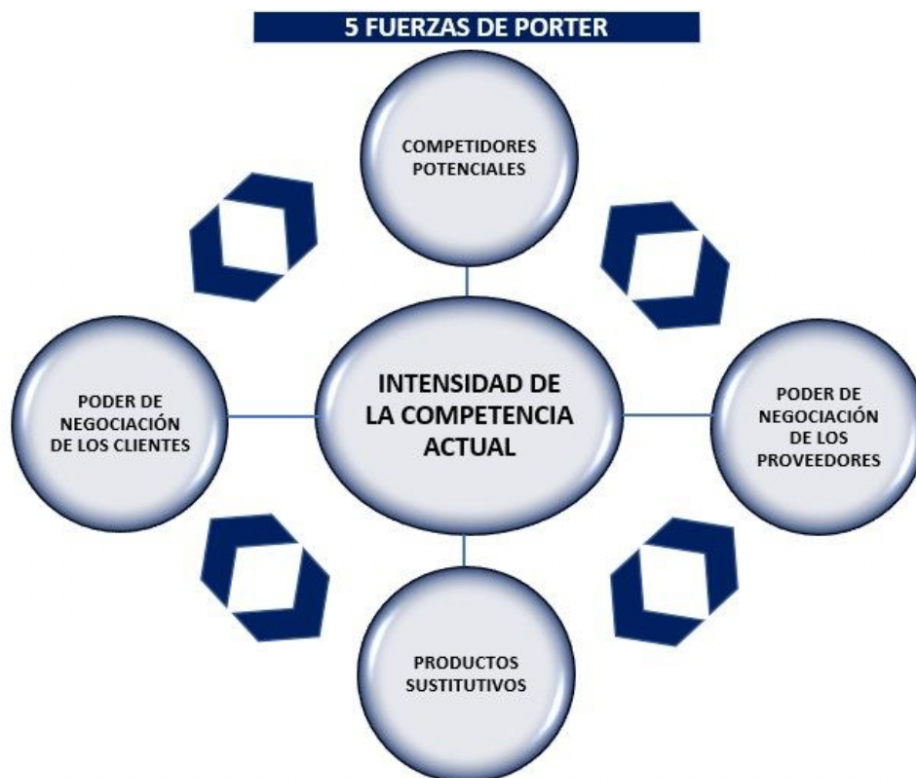 5 FUERZAS DE PORTER
COMPETIDORES
POTENCIALES
PODER DE
NEGOCIACIÓN
DE LOS CLIENTES
INTENSIDAD DE
LA COMPETENCIA
ACTUAL
PODER DE
NEGOCIACIÓN
DE LOS
PROVEEDORES
PRODUCTOS
SUSTITUTIVOS